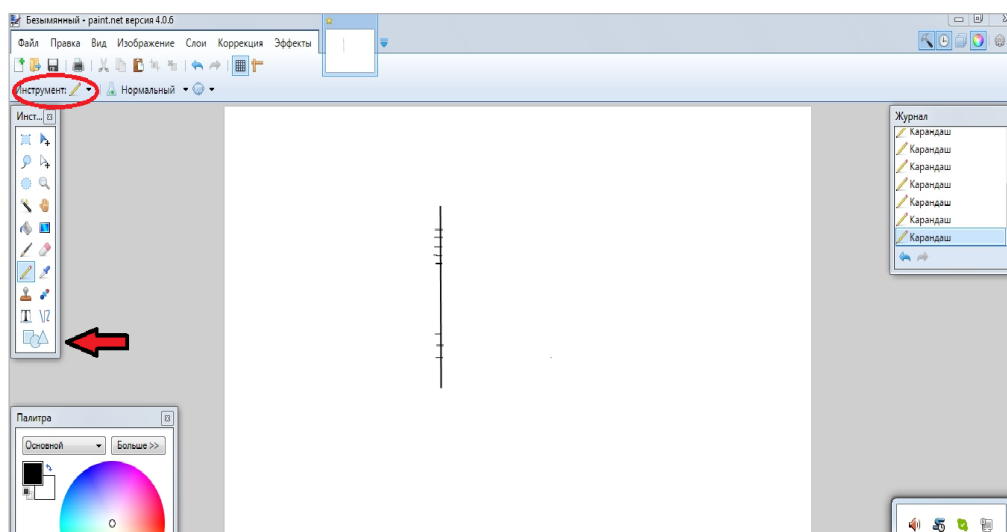 Безымянный - paint.net версия 4.0.6
Файл Правка Вид Изображение Слои Коррекция Эффекты
Инструмент: Нормальный
Инст...
Журнал
Карандаш
Карандаш
Карандаш
Карандаш
Карандаш
Карандаш
Карандаш
T
Палитра
Основной Больше >>